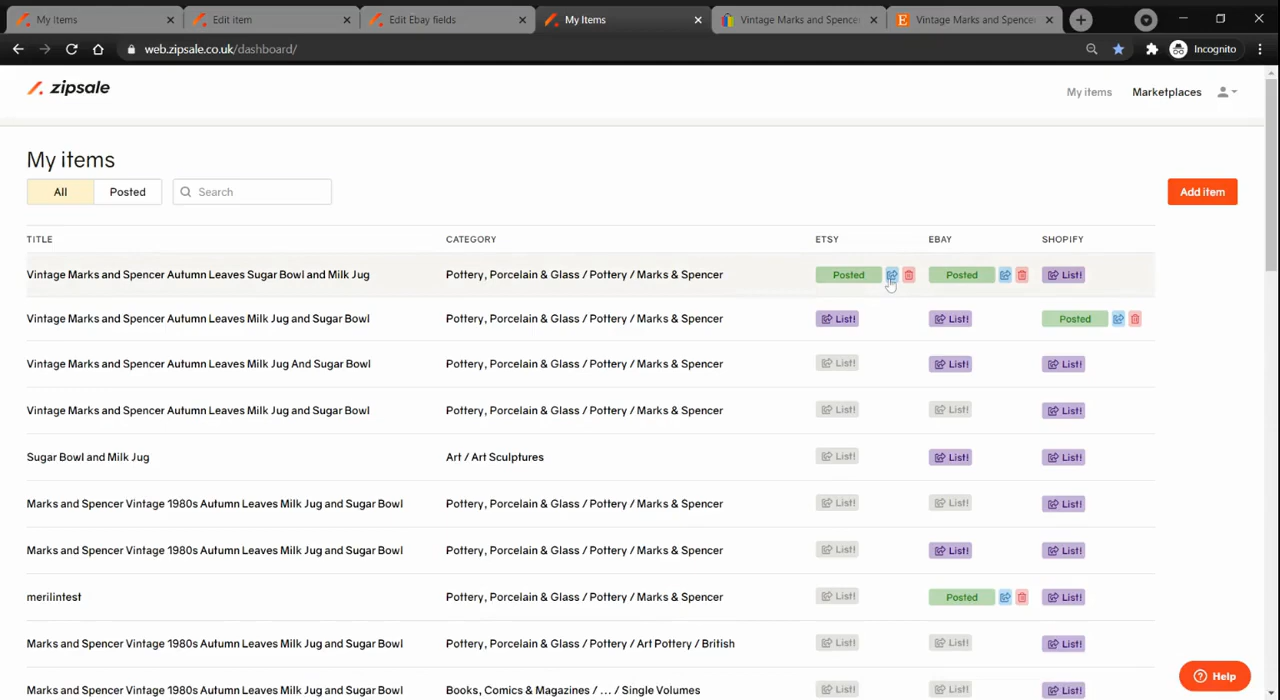 My Items
Edit item
Edit Ebay fields
My Items
Vintage Marks and Spence
Vintage Marks and Spence
web.zipsale.co.uk/dashboard/
Incognito
zipsale
My items
Marketplaces
My items
All
Posted
Search
Add item
TITLE CATEGORY ETSY EBAY SHOPIFY
Vintage Marks and Spencer Autumn Leaves Sugar Bowl and Milk Jug Pottery, Porcelain & Glass / Pottery / Marks & Spencer Posted Posted List!
Vintage Marks and Spencer Autumn Leaves Milk Jug and Sugar Bowl Pottery, Porcelain & Glass / Pottery / Marks & Spencer List! List! Posted
Vintage Marks and Spencer Autumn Leaves Milk Jug And Sugar Bowl Pottery, Porcelain & Glass / Pottery / Marks & Spencer List! List! List!
Vintage Marks and Spencer Autumn Leaves Milk Jug and Sugar Bowl Pottery, Porcelain & Glass / Pottery / Marks & Spencer List! List! List!
Sugar Bowl and Milk Jug Art / Art Sculptures List! List! List!
Marks and Spencer Vintage 1980s Autumn Leaves Milk Jug and Sugar Bowl Pottery, Porcelain & Glass / Pottery / Marks & Spencer List! List! List!
Marks and Spencer Vintage 1980s Autumn Leaves Milk Jug and Sugar Bowl Pottery, Porcelain & Glass / Pottery / Marks & Spencer List! List! List!
merilintest Pottery, Porcelain & Glass / Pottery / Marks & Spencer List! Posted List!
Marks and Spencer Vintage 1980s Autumn Leaves Milk Jug and Sugar Bowl Pottery, Porcelain & Glass / Pottery / Art Pottery / British List! List! List!
Marks and Spencer Vintage 1980s Autumn Leaves Milk Jug and Sugar Bowl Books, Comics & Magazines / ... / Single Volumes List! List! List!
Help